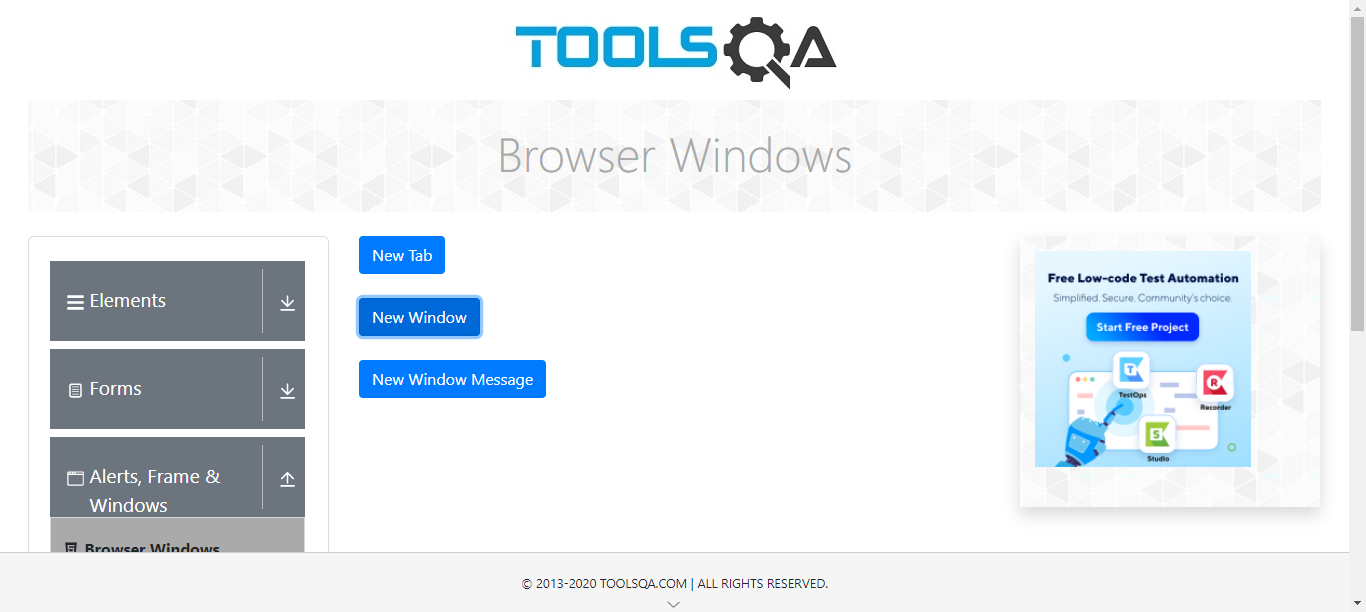 TOOLSQA
Browser Windows
Elements
Forms
Alerts, Frame &
Windows
Browser Windows
New Tab
New Window
New Window Message
Free Low-code Test Automation
Simplified. Secure. Community's choice.
Start Free Project
TestOps
Recorder
Studio
© 2013-2020 TOOLSQA.COM | ALL RIGHTS RESERVED.